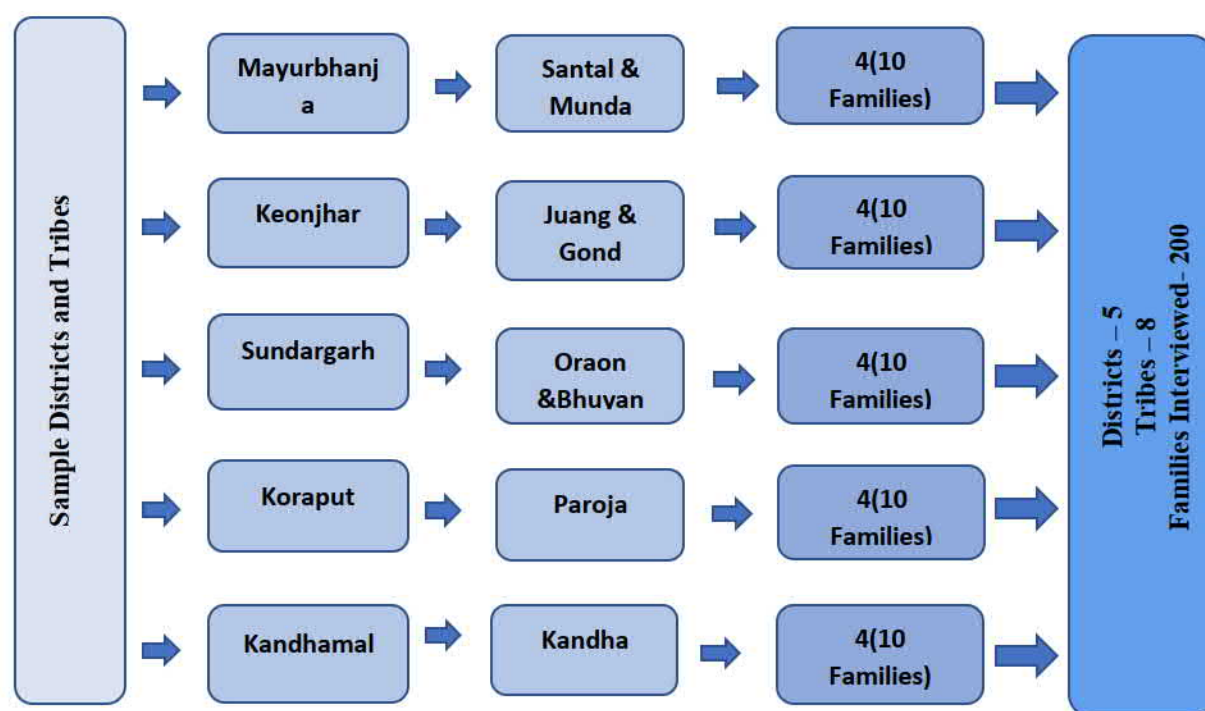 Sample Districts and Tribes
Mayurbhanj
a
Santal &
Munda
4(10
Families)
Keonjhar
Juang &
Gond
4(10
Families)
Sundargarh
Oraon
&Bhuyan
4(10
Families)
Koraput
Paroja
4(10
Families)
Kandhamal
Kandha
4(10
Families)
Districts – 5
Tribes – 8
Families Interviewed- 200